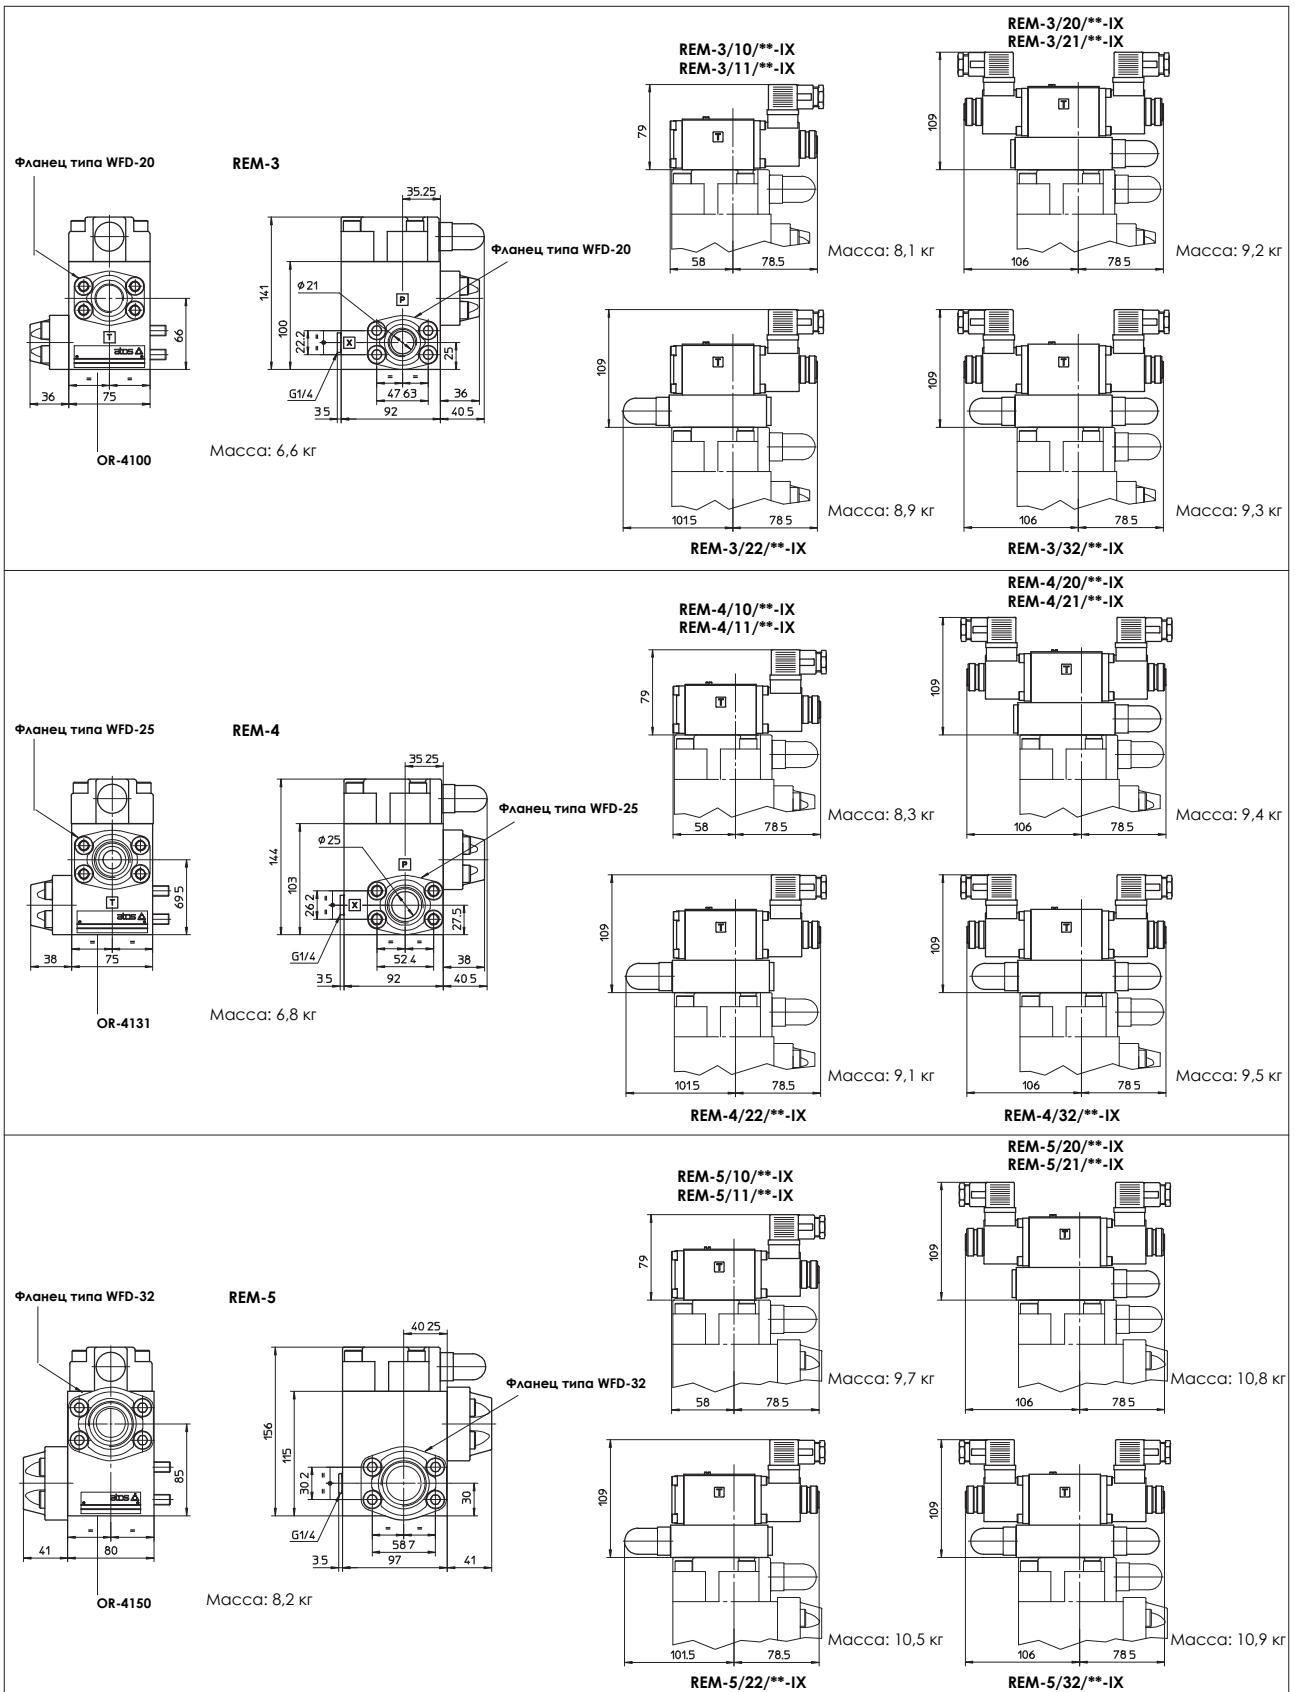 REM-3/20/**-IX
REM-3/21/**-IX
REM-3/10/**-IX
REM-3/11/**-IX
Фланец типа WFD-20
REM-3
35.25
Фланец типа WFD-20
79
T
58
78.5
Масса: 8,1 кг
109
T
106
78 5
Масса: 9,2 кг
T
atos
66
36
75
= =
OR-4100
Масса: 6,6 кг
141
100
22.2
= =
ø 21
P
X
G1/4
25
= =
47 63
36
3 5
92
40 5
109
T
101 5
78 5
Масса: 8,9 кг
REM-3/22/**-IX
109
T
106
78 5
Масса: 9,3 кг
REM-3/32/**-IX
REM-4/20/**-IX
REM-4/21/**-IX
REM-4/10/**-IX
REM-4/11/**-IX
Фланец типа WFD-25
REM-4
35 25
Фланец типа WFD-25
79
T
58
78.5
Масса: 8,3 кг
109
T
106
78 5
Масса: 9,4 кг
T
atos
69 5
38
75
= =
OR-4131
Масса: 6,8 кг
144
103
26 2
= =
ø 25
P
X
G1/4
27.5
= =
52 4
38
3 5
92
40 5
109
T
101 5
78.5
Масса: 9,1 кг
REM-4/22/**-IX
109
T
106
78 5
Масса: 9,5 кг
REM-4/32/**-IX
REM-5/20/**-IX
REM-5/21/**-IX
REM-5/10/**-IX
REM-5/11/**-IX
Фланец типа WFD-32
REM-5
40 25
Фланец типа WFD-32
79
T
58
78.5
Масса: 9,7 кг
109
T
106
78 5
Масса: 10,8 кг
atos
85
41
80
= =
OR-4150
Масса: 8,2 кг
156
115
30 2
= =
G1/4
30
= =
58 7
3 5
97
41
109
T
101.5
78.5
Масса: 10,5 кг
REM-5/22/**-IX
109
T
106
78 5
Масса: 10,9 кг
REM-5/32/**-IX